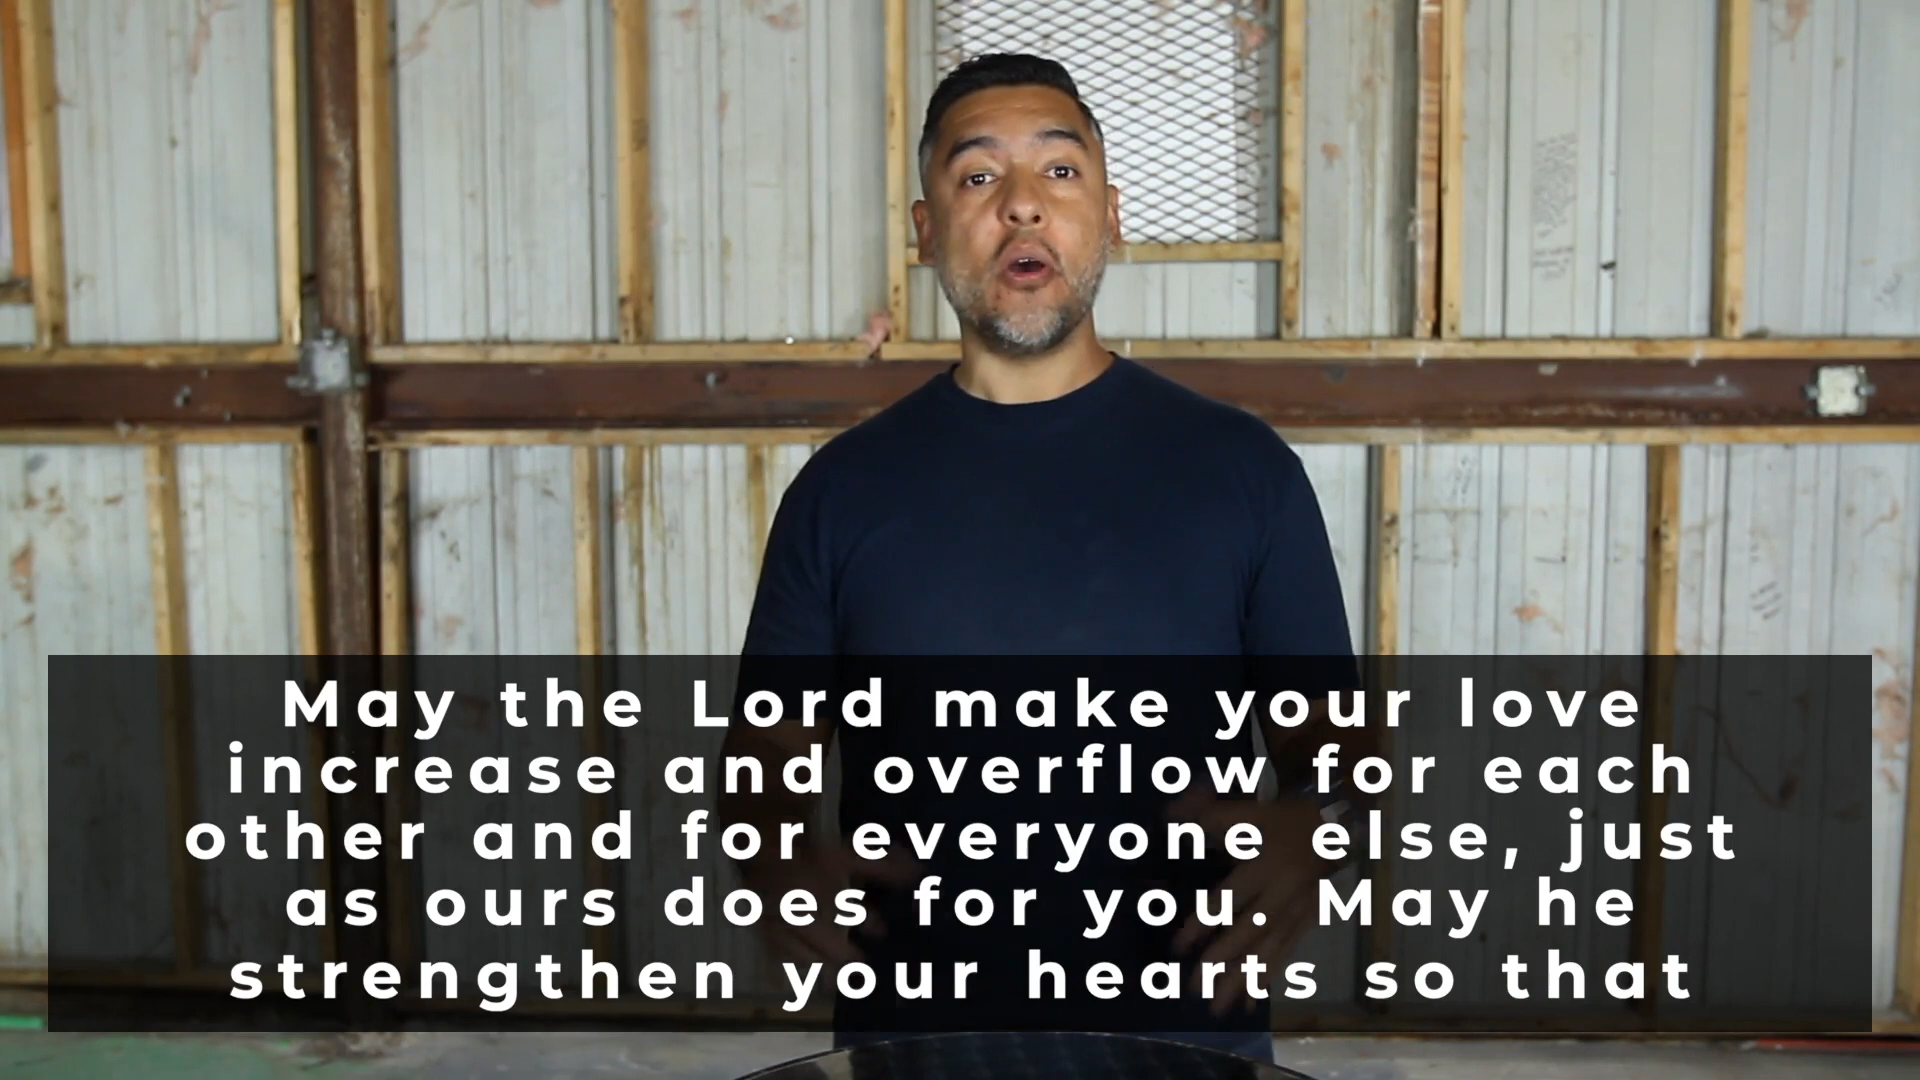 May the Lord make your love
increase and overflow for each
other and for everyone else, just
as ours does for you. May he
strengthen your hearts so that